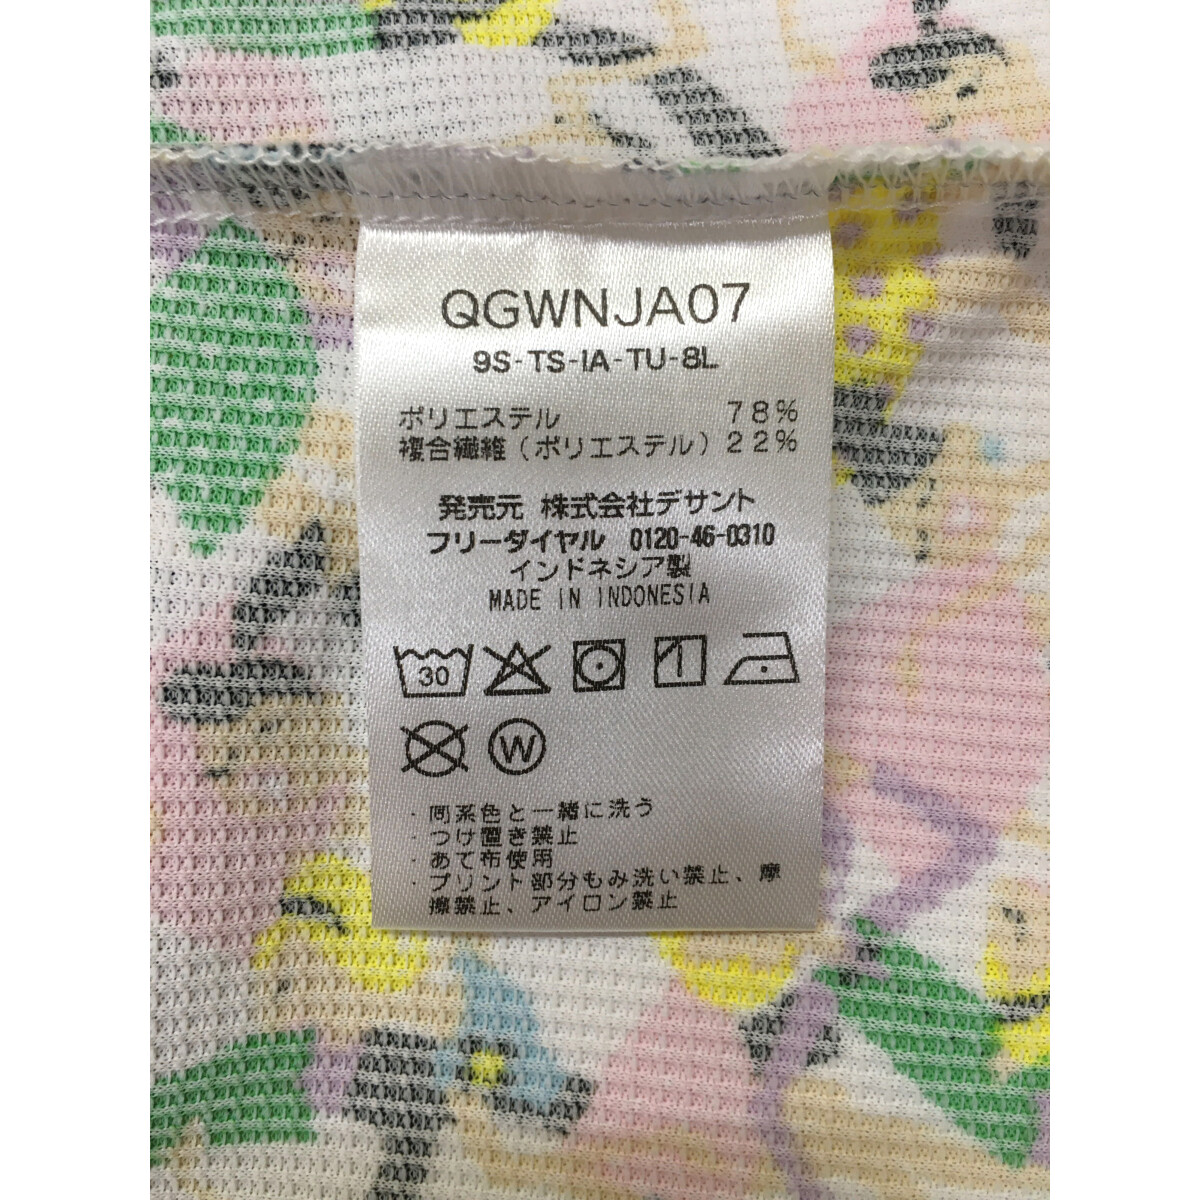 QGWNJA07
9S-TS-IA-TU-8L
ポリエステル 78%
複合繊維(ポリエステル)22%
発売元 株式会社デサント
フリーダイヤル 0120-46-0310
インドネシア製
MADE IN INDONESIA
30
W
・同系色と一緒に洗う
・つけ置き禁止
・あて布使用
・プリント部分もみ洗い禁止、摩
擦禁止、アイロン禁止